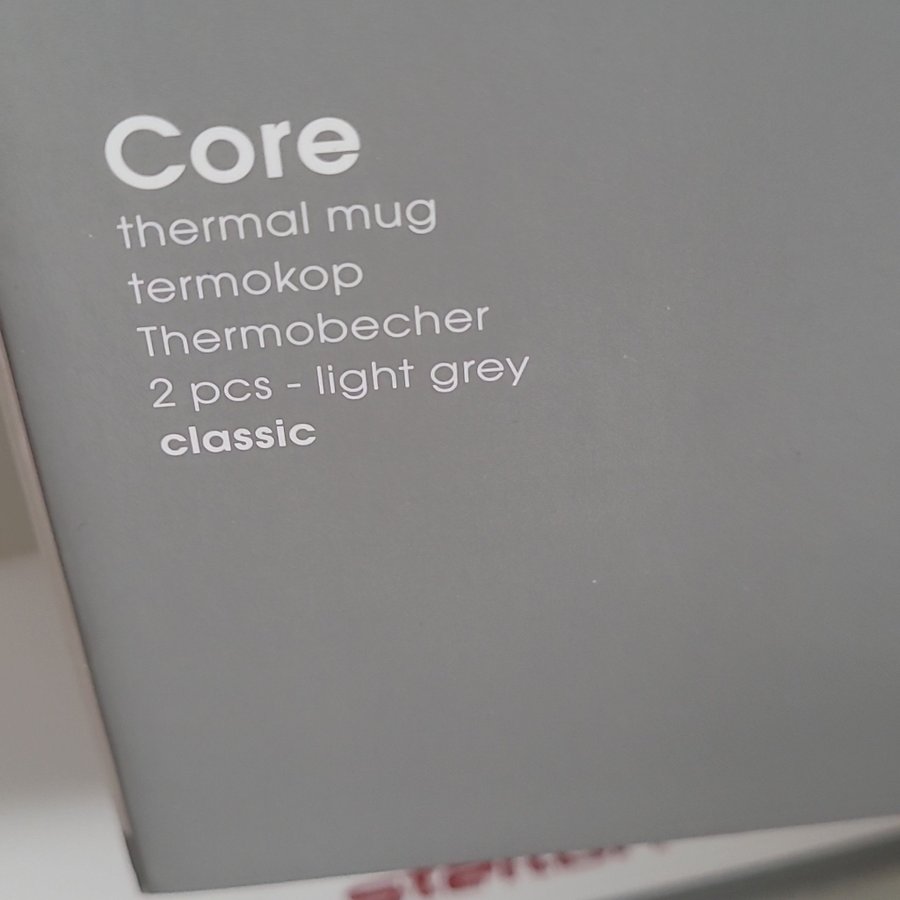 Core
thermal mug
termokop
Thermobecher
2 pcs - light grey
classic